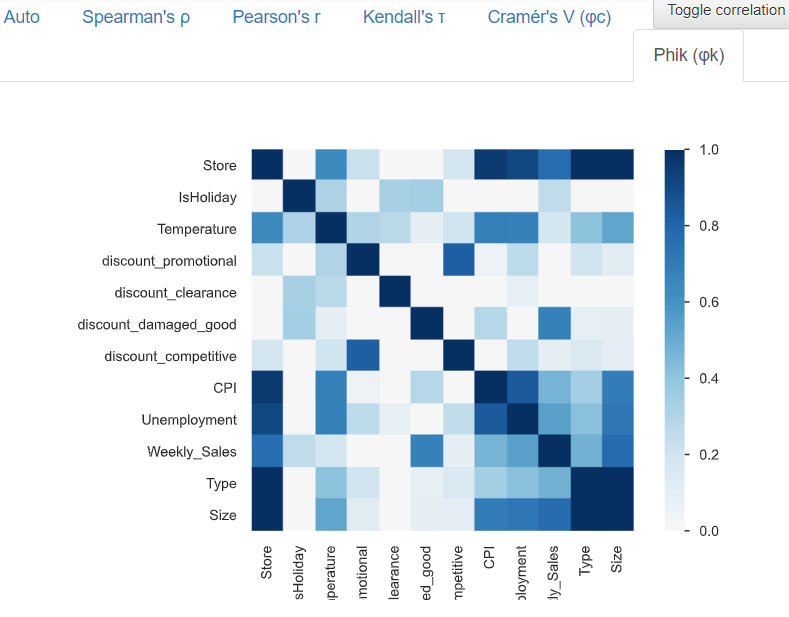 Auto Spearman's ρ Pearson's r Kendall's τ Cramér's V (φc) Toggle correlation
Phik (φk)
Store
IsHoliday
Temperature
discount_promotional
discount_clearance
discount_damaged_good
discount_competitive
CPI
Unemployment
Weekly_Sales
Type
Size
1.0
0.8
0.6
0.4
0.2
0.0
Store
sHoliday
perature
motional
learance
ed_good
mpetitive
CPI
loyment
ly_Sales
Type
Size